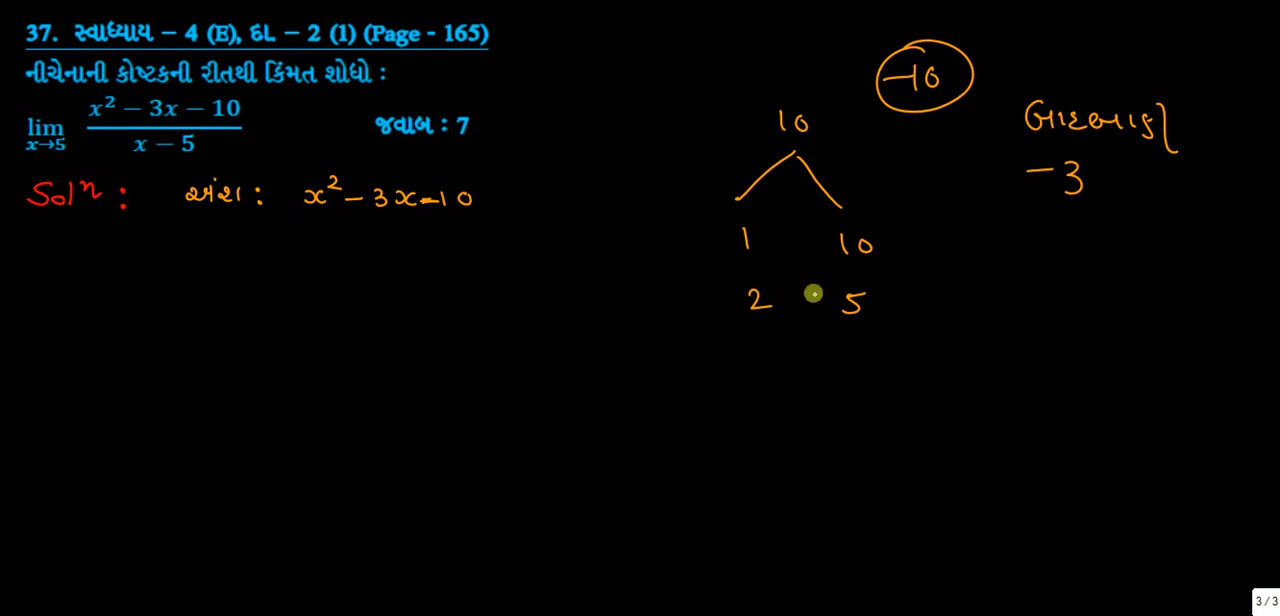 37. સ્વાધ્યાય – 4 (E), દા. – 2 (1) (Page - 165)
નીચેનાની કોષ્ટકની રીતથી કિંમત શોધો :
lim x→5 (x² − 3x − 10)/(x − 5) જવાબ : 7
Solⁿ : અંશ : x² − 3x − 10
−10
10
1 10
2 5
બાદબાકી
−3
3/3